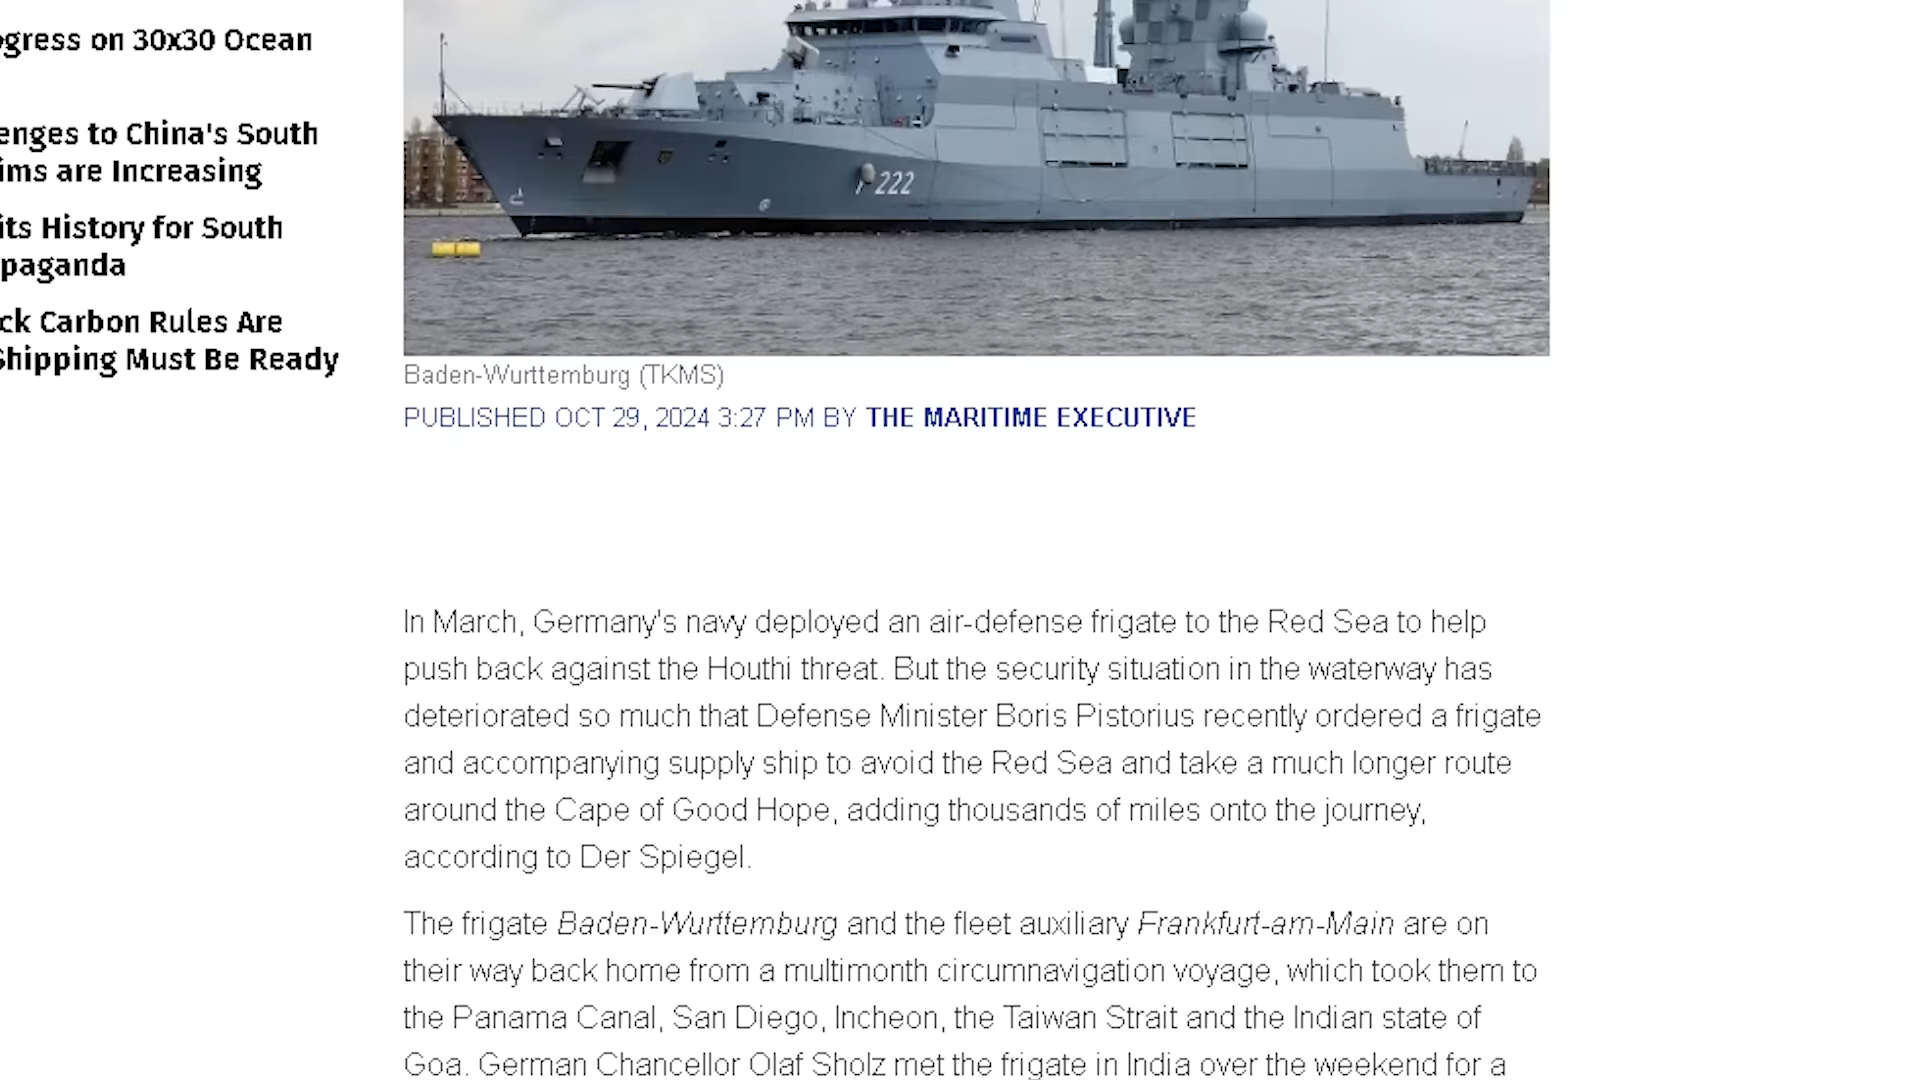 gress on 30x30 Ocean
enges to China's South
ims are Increasing
its History for South
paganda
ck Carbon Rules Are
Shipping Must Be Ready
222
Baden-Wurttemburg (TKMS)
PUBLISHED OCT 29, 2024 3:27 PM BY THE MARITIME EXECUTIVE
In March, Germany's navy deployed an air-defense frigate to the Red Sea to help
push back against the Houthi threat. But the security situation in the waterway has
deteriorated so much that Defense Minister Boris Pistorius recently ordered a frigate
and accompanying supply ship to avoid the Red Sea and take a much longer route
around the Cape of Good Hope, adding thousands of miles onto the journey,
according to Der Spiegel.
The frigate Baden-Wurttemburg and the fleet auxiliary Frankfurt-am-Main are on
their way back home from a multimonth circumnavigation voyage, which took them to
the Panama Canal, San Diego, Incheon, the Taiwan Strait and the Indian state of
Goa. German Chancellor Olaf Sholz met the frigate in India over the weekend for a